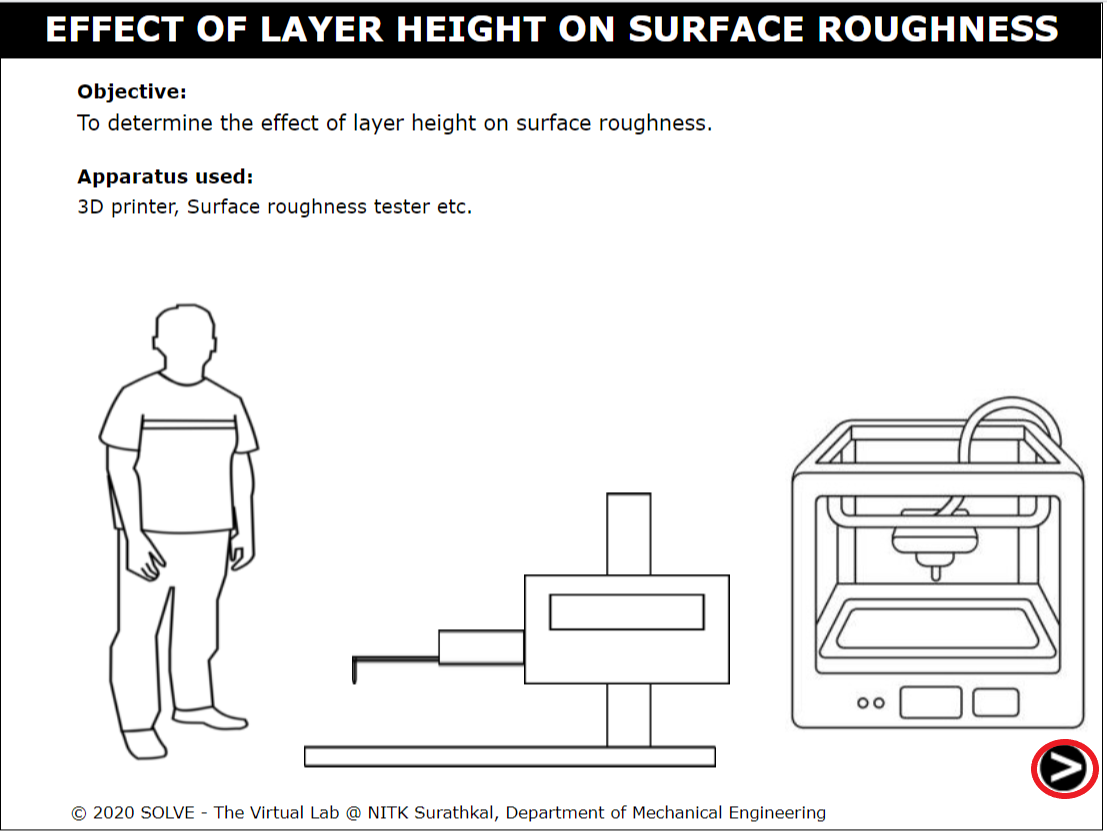 EFFECT OF LAYER HEIGHT ON SURFACE ROUGHNESS
Objective:
To determine the effect of layer height on surface roughness.
Apparatus used:
3D printer, Surface roughness tester etc.
© 2020 SOLVE - The Virtual Lab @ NITK Surathkal, Department of Mechanical Engineering